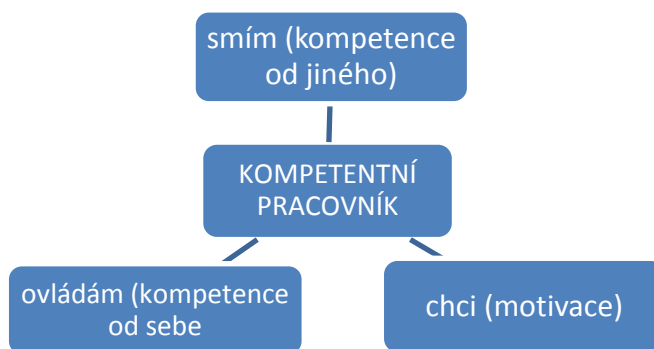 smím (kompetence
od jiného)
KOMPETENTNÍ
PRACOVNÍK
ovládám (kompetence
od sebe
chci (motivace)